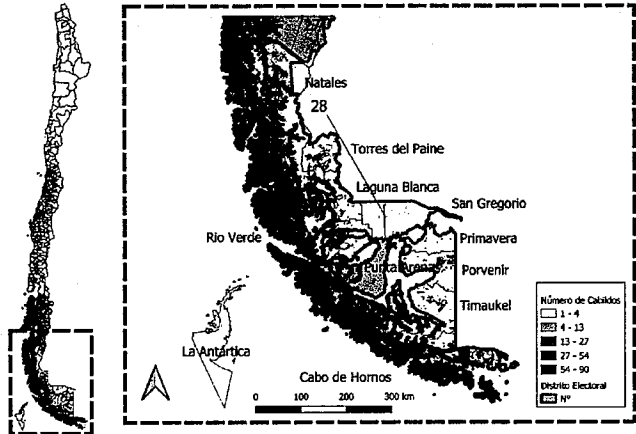 Natales
28
Torres del Paine
Laguna Blanca
San Gregorio
Río Verde
Primavera
Punta Arenas
Porvenir
Timaukel
La Antártica
Cabo de Hornos
0 100 200 300 km
Número de Cabildos
1 - 4
4 - 13
13 - 27
27 - 54
54 - 90
Distrito Electoral
N°